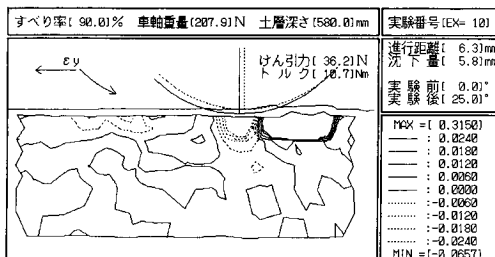 すべり率[ 90.0]% 車軸重量[207.9]N 土層深さ[580.0]mm
実験番号[EX= 10]
εy
けん引力[ 36.2]N
トルク[ 10.7]Nm
進行距離[ 6.3]mm
沈下量[ 5.8]mm
実験前[ 0.0]°
実験後[25.0]°
MAX =[ 0.3150]
: 0.0240
: 0.0180
: 0.0120
: 0.0060
: 0.0000
:-0.0060
:-0.0120
:-0.0180
:-0.0240
MIN =[-0.0657]